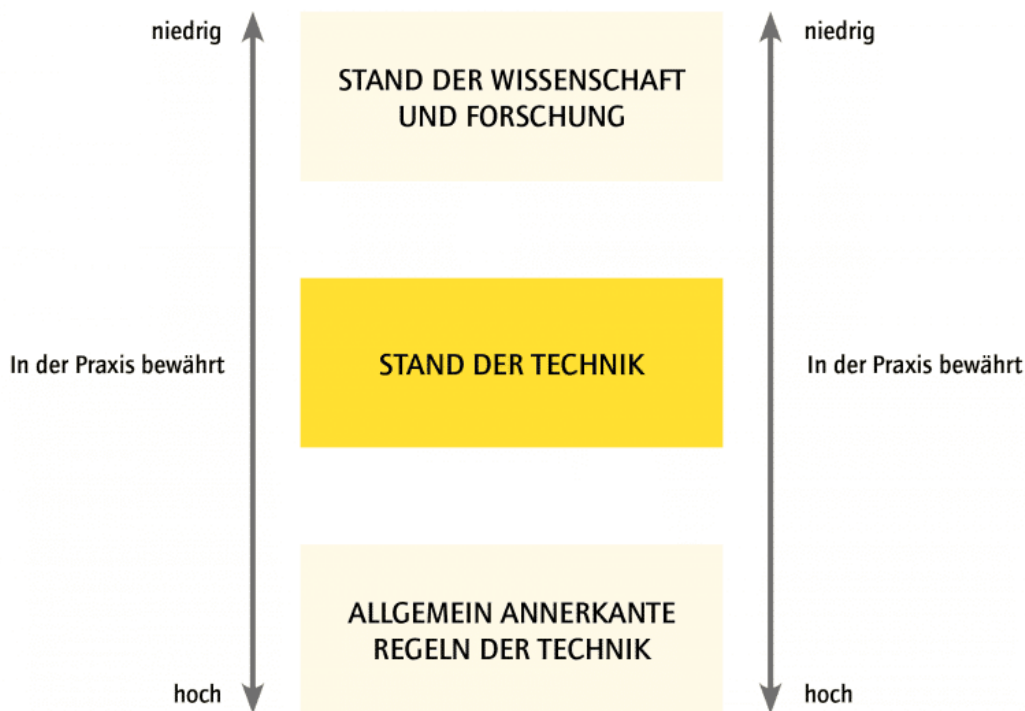 niedrig
niedrig
STAND DER WISSENSCHAFT
UND FORSCHUNG
In der Praxis bewährt
STAND DER TECHNIK
In der Praxis bewährt
ALLGEMEIN ANNERKANTE
REGELN DER TECHNIK
hoch
hoch